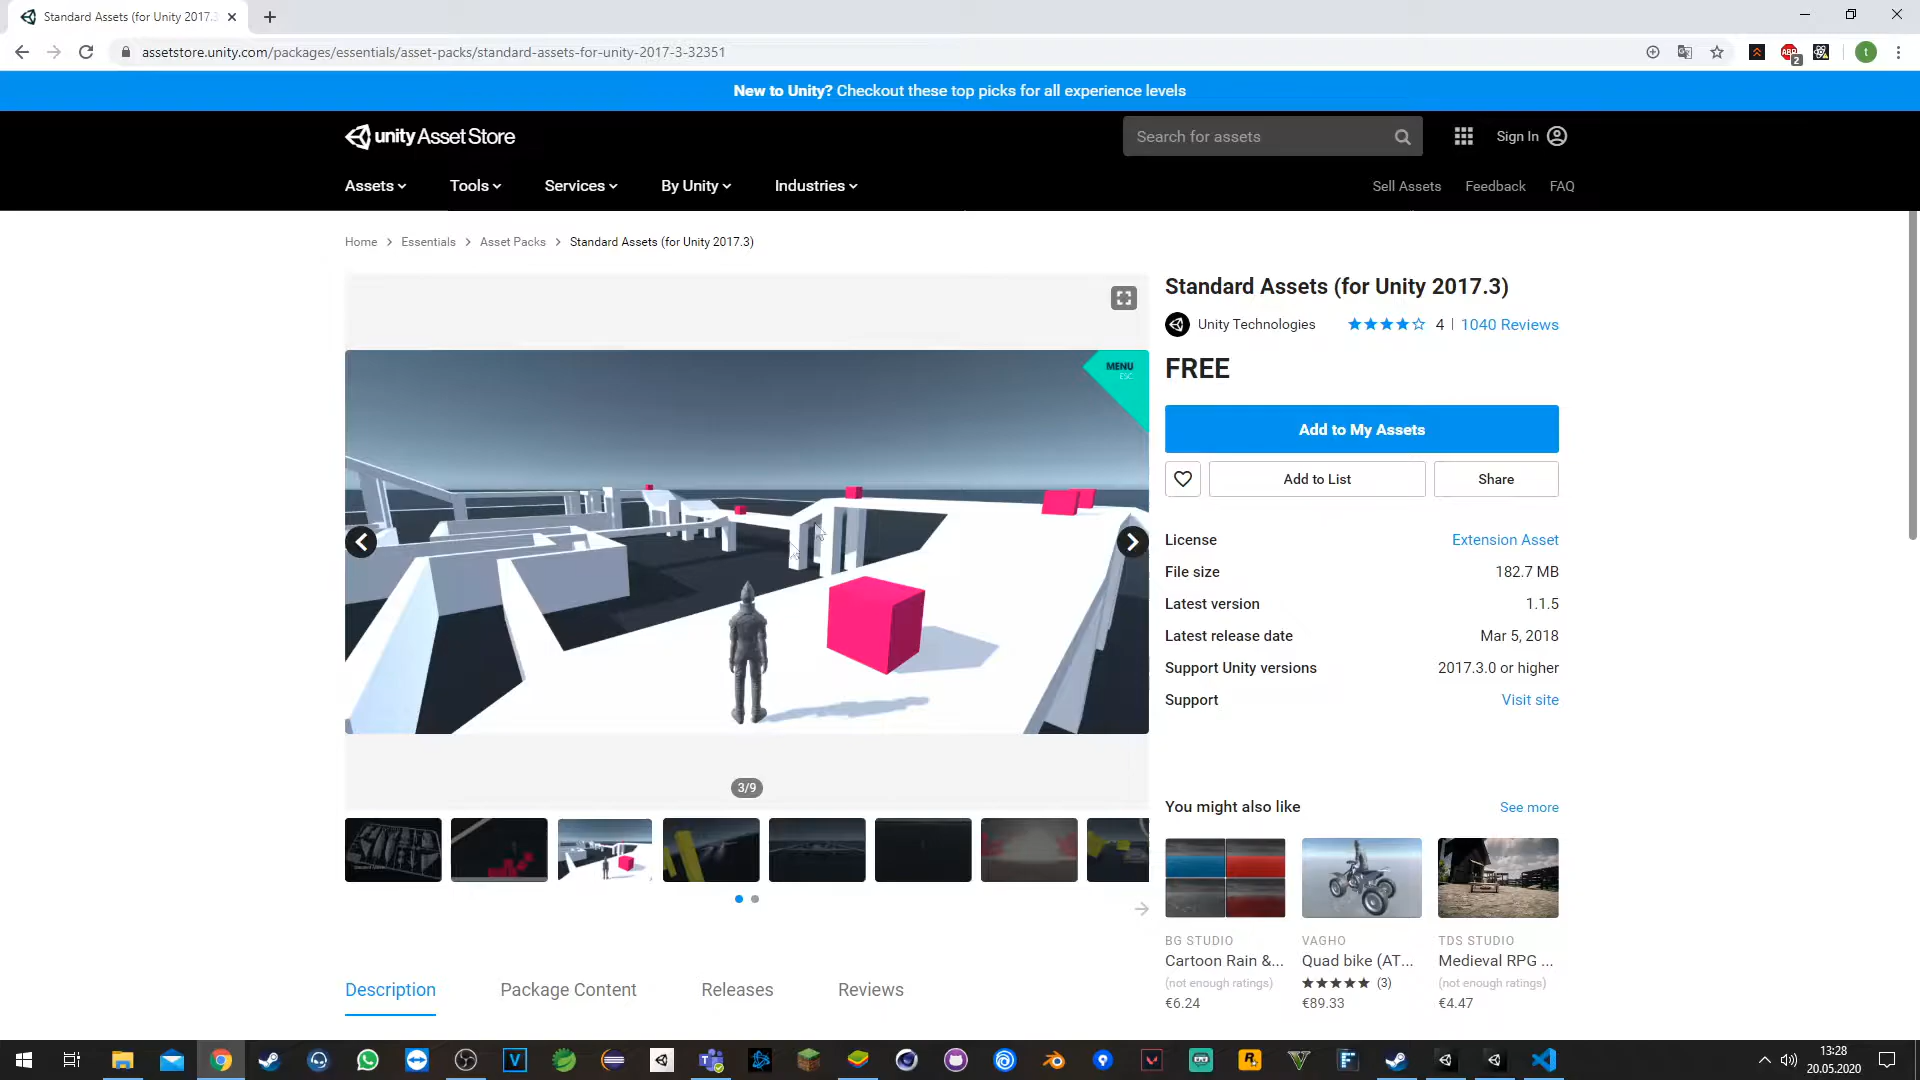 Standard Assets (for Unity 2017.3
assetstore.unity.com/packages/essentials/asset-packs/standard-assets-for-unity-2017-3-32351
ABP
2
t
New to Unity? Checkout these top picks for all experience levels
unity Asset Store
Search for assets
Sign In
Assets
Tools
Services
By Unity
Industries
Sell Assets
Feedback
FAQ
Home > Essentials > Asset Packs > Standard Assets (for Unity 2017.3)
MENU
ESC
3/9
Standard Assets (for Unity 2017.3)
Unity Technologies
4 | 1040 Reviews
FREE
Add to My Assets
Add to List
Share
License Extension Asset
File size 182.7 MB
Latest version 1.1.5
Latest release date Mar 5, 2018
Support Unity versions 2017.3.0 or higher
Support Visit site
You might also like
See more
BG STUDIO
Cartoon Rain &...
(not enough ratings)
€6.24
VAGHO
Quad bike (AT...
(3)
€89.33
TDS STUDIO
Medieval RPG ...
(not enough ratings)
€4.47
Description
Package Content
Releases
Reviews
13:28
20.05.2020